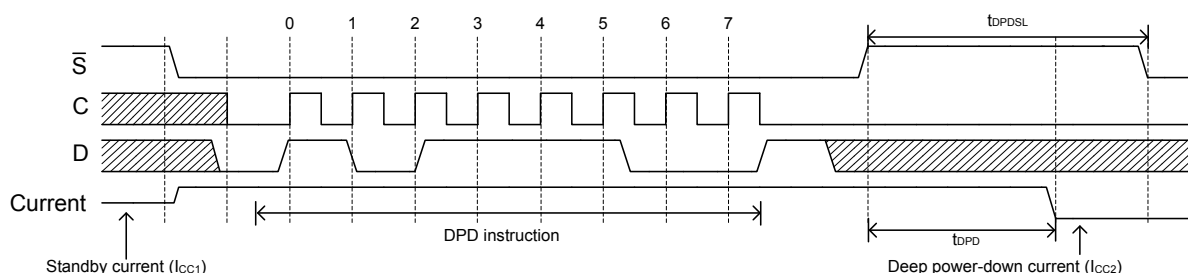 0 1 2 3 4 5 6 7
tDPDSL
S̅
C
D
Current
DPD instruction
tDPD
Standby current (ICC1)
Deep power-down current (ICC2)